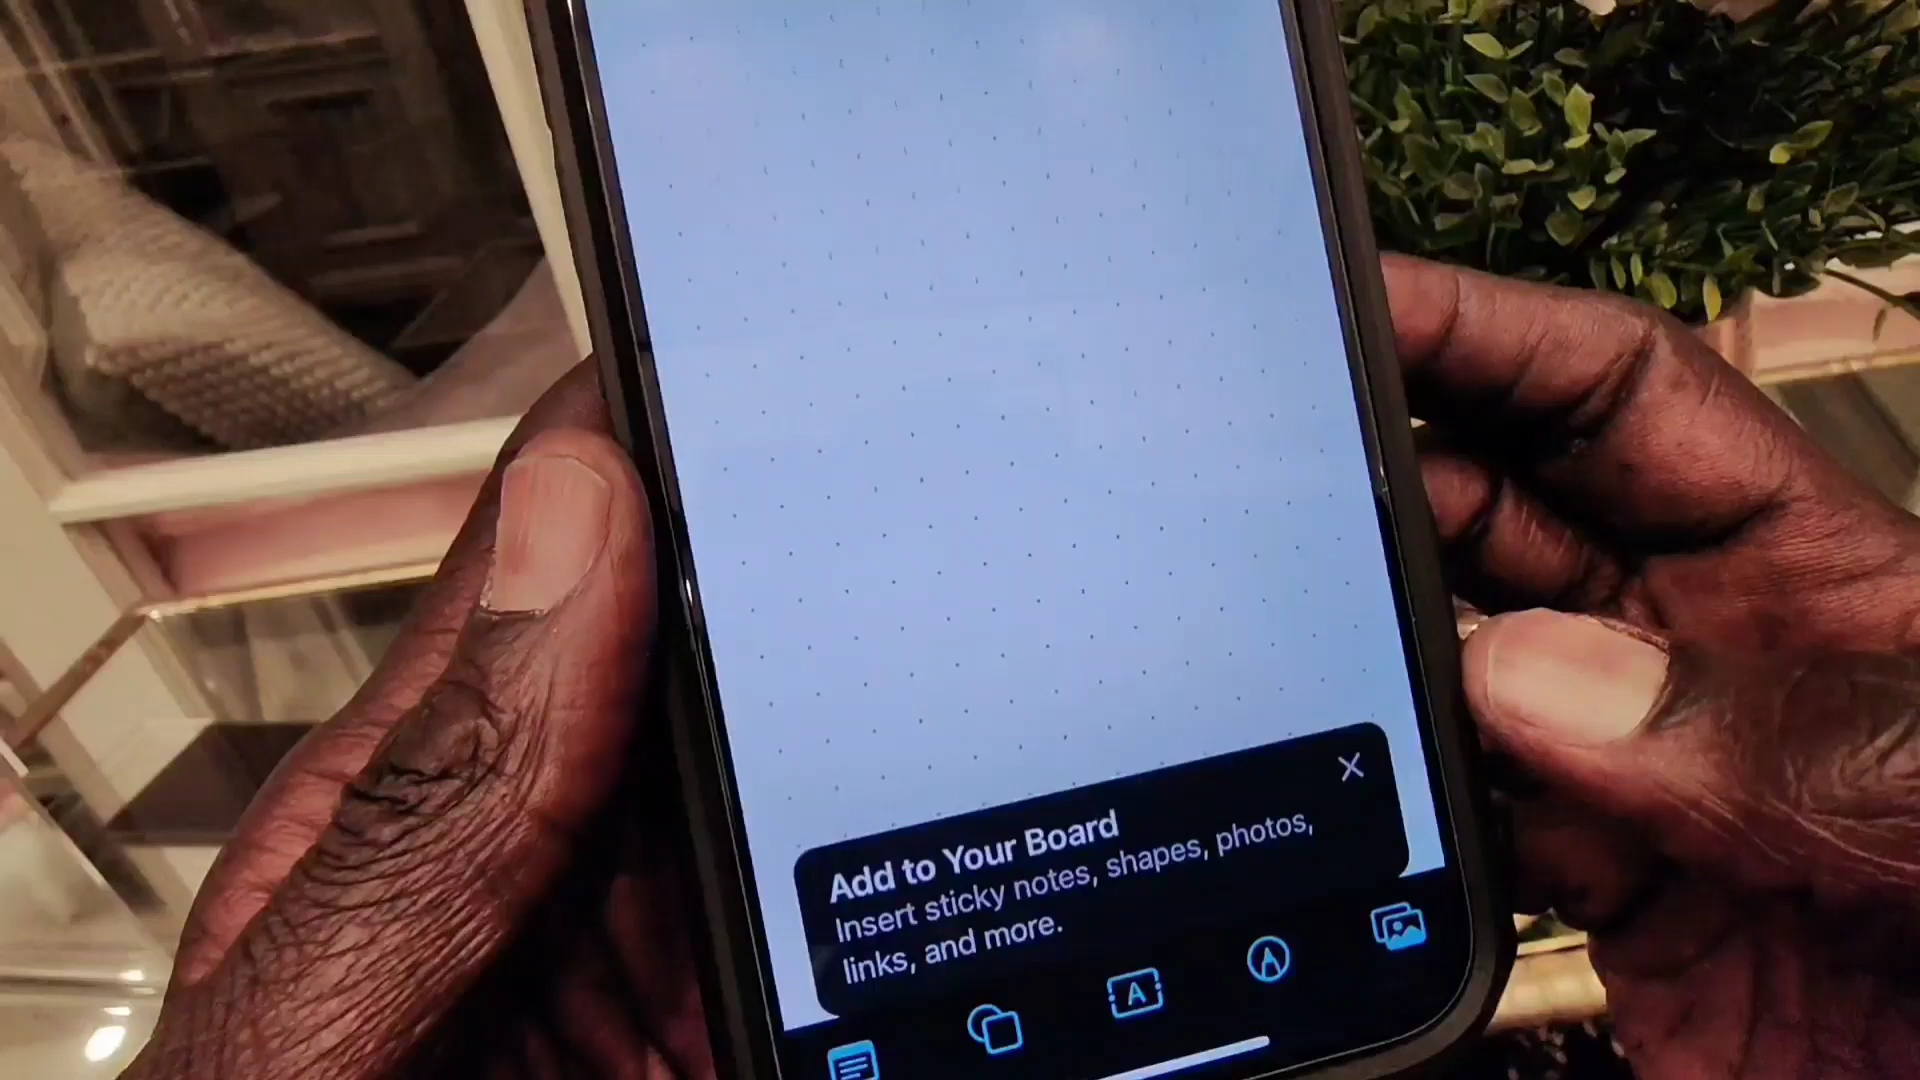 Add to Your Board
Insert sticky notes, shapes, photos,
links, and more.
A
A